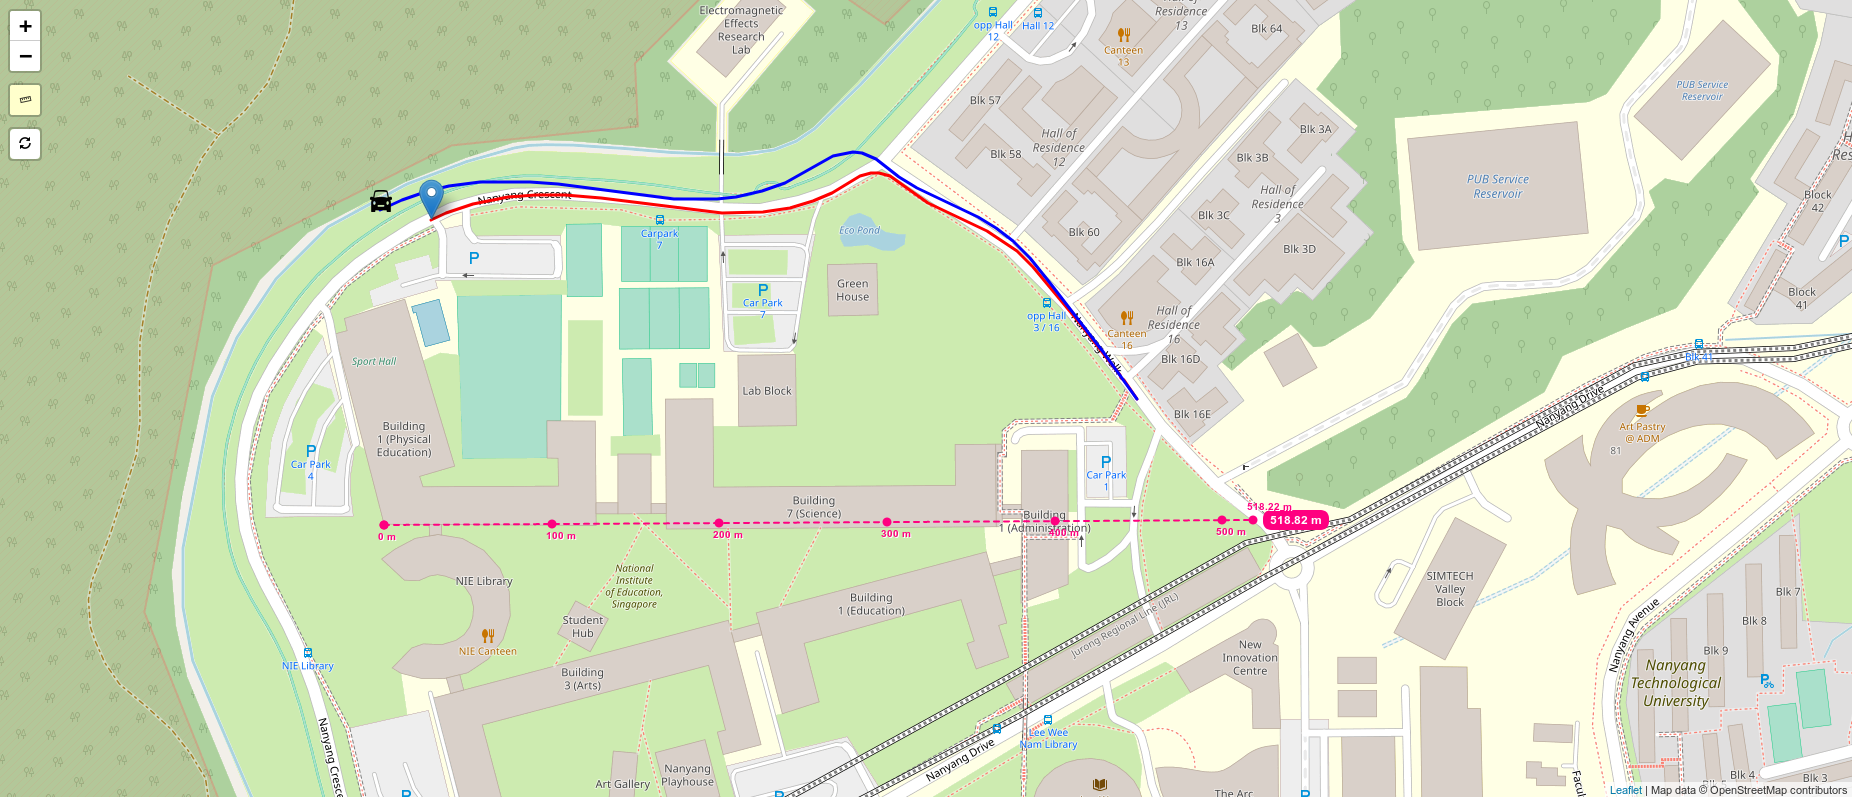 +
−
Electromagnetic
Effects
Research
Lab
opp Hall
12
Hall 12
Canteen
13
Hall of
Residence
13
Blk 64
Blk 57
Blk 58
Hall of
Residence
12
Blk 3A
Blk 3B
Hall of
Residence
3
Blk 3C
Blk 3D
Blk 60
Blk 16A
PUB Service
Reservoir
PUB Service
Reservoir
Block
42
P
Block
41
Nanyang Crescent
Carpark
7
Eco Pond
P
Green
House
P
Car Park
7
opp Hall
3 / 16
Nanyang Walk
Canteen
16
Hall of
Residence
16
Blk 16D
Blk 16E
Blk 41
Nanyang Drive
Art Pastry
@ ADM
81
Sport Hall
Lab Block
Building
1 (Physical
Education)
P
Car Park
4
P
Car Park
1
Building
7 (Science)
Building
1 (Administration)
0 m
100 m
200 m
300 m
400 m
500 m
518.22 m
518.82 m
NIE Library
National
Institute
of Education,
Singapore
Student
Hub
Building
1 (Education)
NIE Canteen
NIE Library
Building
3 (Arts)
Jurong Regional Line (JRL)
New
Innovation
Centre
SIMTECH
Valley
Block
Nanyang Avenue
Blk 7
Blk 8
Blk 9
Nanyang
Technological
University
P
Nanyang Cresce
Lee Wee
Nam Library
Nanyang Drive
Art Gallery
Nanyang
Playhouse
The Arc
P
P
P
Facul
Blk 4
Blk 3
Leaflet | Map data © OpenStreetMap contributors